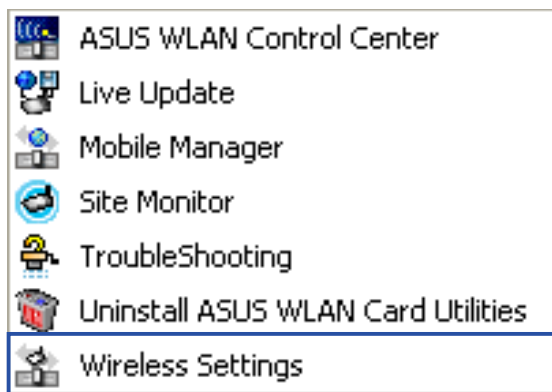 ASUS WLAN Control Center
Live Update
Mobile Manager
Site Monitor
TroubleShooting
Uninstall ASUS WLAN Card Utilities
Wireless Settings